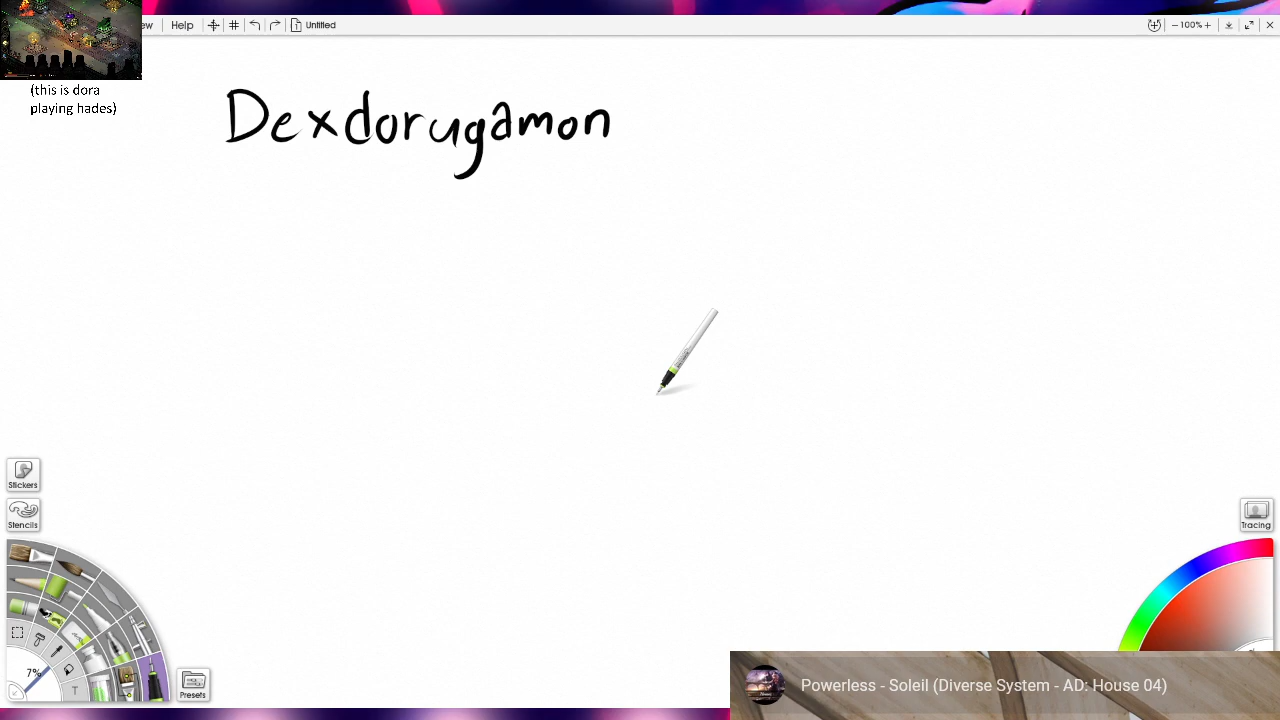 ew Help Untitled 100%
(this is dora
playing hades)
Dexdorugamon
Stickers
Stencils
Tracing
7%
T
Presets
Powerless - Soleil (Diverse System - AD: House 04)